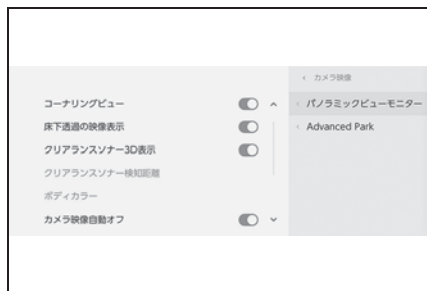 コーナリングビュー
床下透過の映像表示
クリアランスソナー3D表示
クリアランスソナー検知距離
ボディカラー
カメラ映像自動オフ
カメラ映像
パノラミックビューモニター
Advanced Park